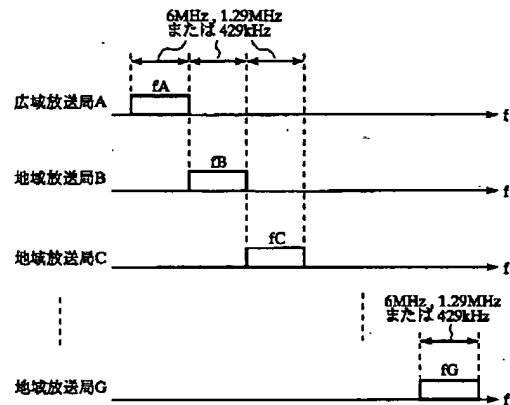 6MHz, 1.29MHz
または 429kHz
広域放送局A
fA
f
地域放送局B
fB
f
地域放送局C
fC
f
6MHz, 1.29MHz
または 429kHz
地域放送局G
fG
f